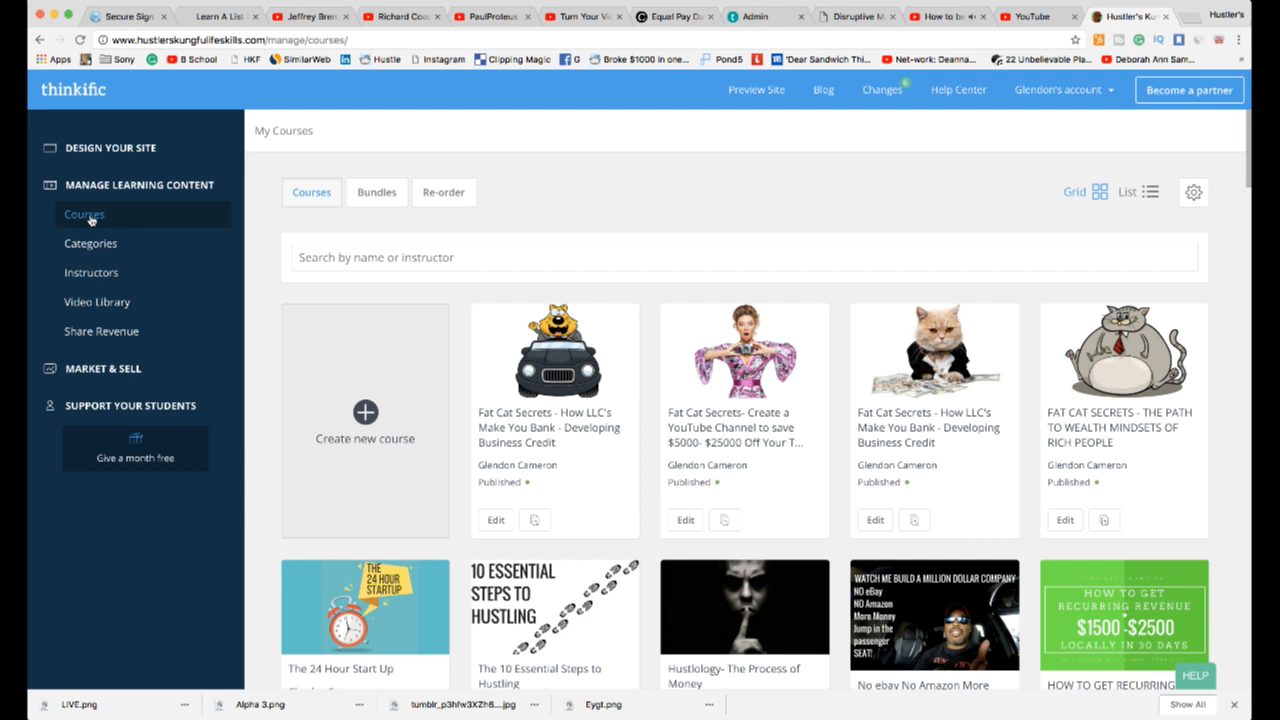 Secure Sign
Learn A List
Jeffrey Bren
Richard Coo
PaulProteus
Turn Your Vi
Equal Pay Da
Admin
Disruptive M
How to be
YouTube
Hustler's Ku
Hustler's
www.hustlerskungfulifeskills.com/manage/courses/
Apps
Sony
B School
HKF
SimilarWeb
Hustle
Instagram
Clipping Magic
G
Broke $1000 in one...
Pond5
'Dear Sandwich Thi...
Net-work: Deanna...
22 Unbelievable Pla...
Deborah Ann Sam...
thinkific
Preview Site
Blog
Changes
6
Help Center
Glendon's account
Become a partner
DESIGN YOUR SITE
MANAGE LEARNING CONTENT
Courses
Categories
Instructors
Video Library
Share Revenue
MARKET & SELL
SUPPORT YOUR STUDENTS
Give a month free
My Courses
Courses
Bundles
Re-order
Grid
List
Search by name or instructor
Create new course
Fat Cat Secrets - How LLC's
Make You Bank - Developing
Business Credit
Glendon Cameron
Published
Edit
Fat Cat Secrets- Create a
YouTube Channel to save
$5000- $25000 Off Your T...
Glendon Cameron
Published
Edit
Fat Cat Secrets - How LLC's
Make You Bank - Developing
Business Credit
Glendon Cameron
Published
Edit
FAT CAT SECRETS - THE PATH
TO WEALTH MINDSETS OF
RICH PEOPLE
Glendon Cameron
Published
Edit
THE
24 HOUR
STARTUP
The 24 Hour Start Up
10 ESSENTIAL
STEPS TO
HUSTLING
The 10 Essential Steps to
Hustling
Hustlology- The Process of
Money
WATCH ME BUILD A MILLION DOLLAR COMPANY
NO eBay
NO Amazon
More Money
Jump in the
passenger
SEAT!
No ebay No Amazon More
HOW TO GET
RECURRING REVENUE
$1500 -$2500
LOCALLY IN 30 DAYS
HOW TO GET RECURRING
HELP
LIVE.png
Alpha 3.png
tumblr_p3hfw3XZh6....jpg
Eygt.png
Show All